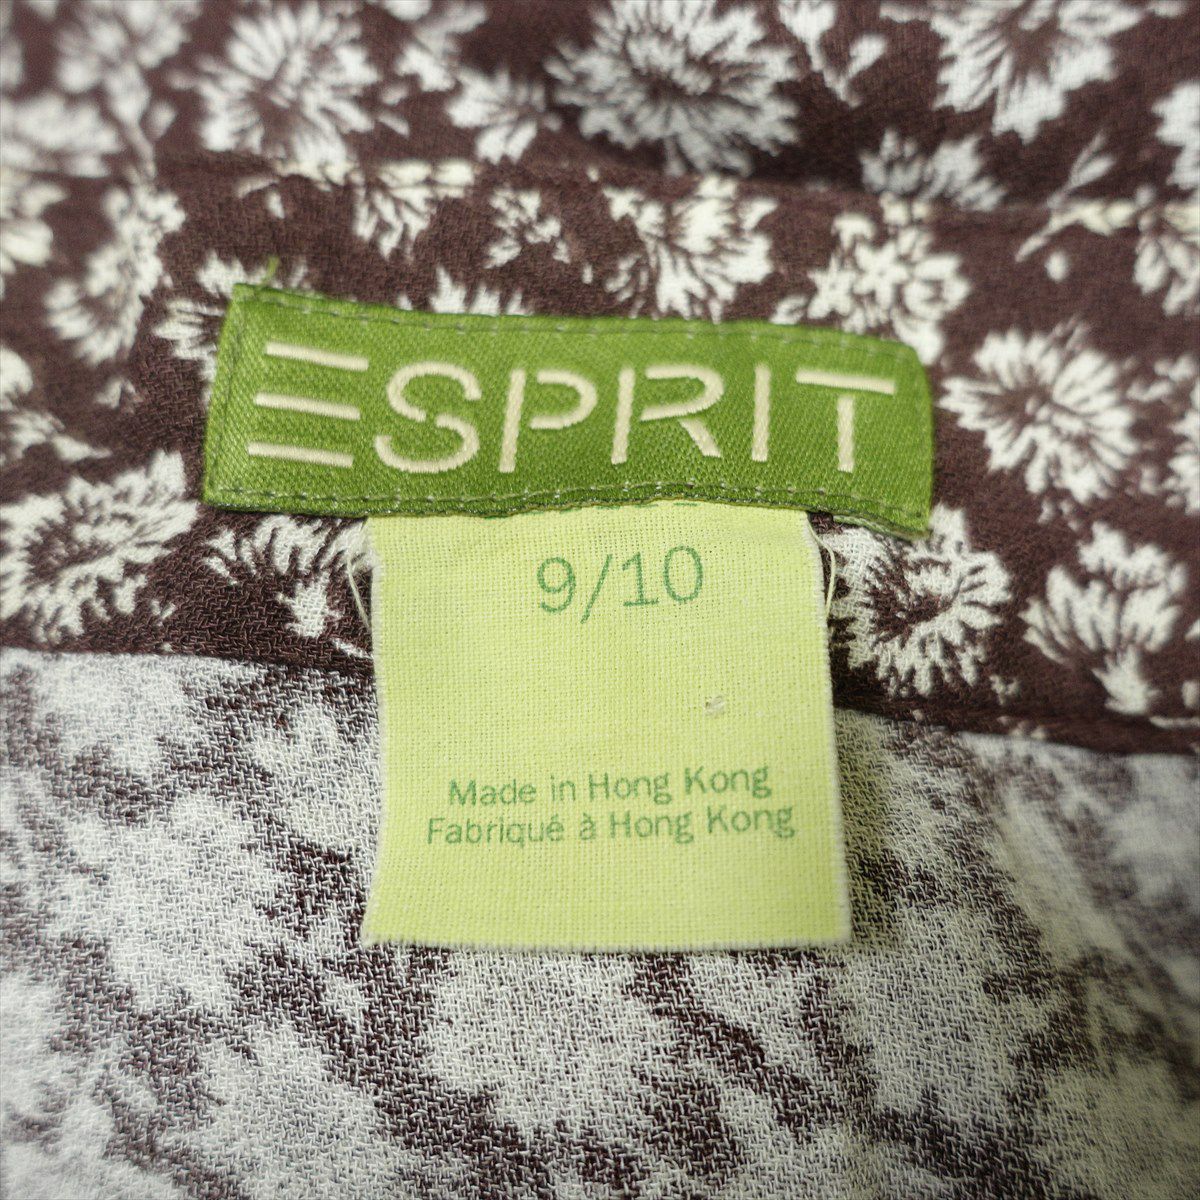 ESPRIT
9/10
Made in Hong Kong
Fabriqué à Hong Kong